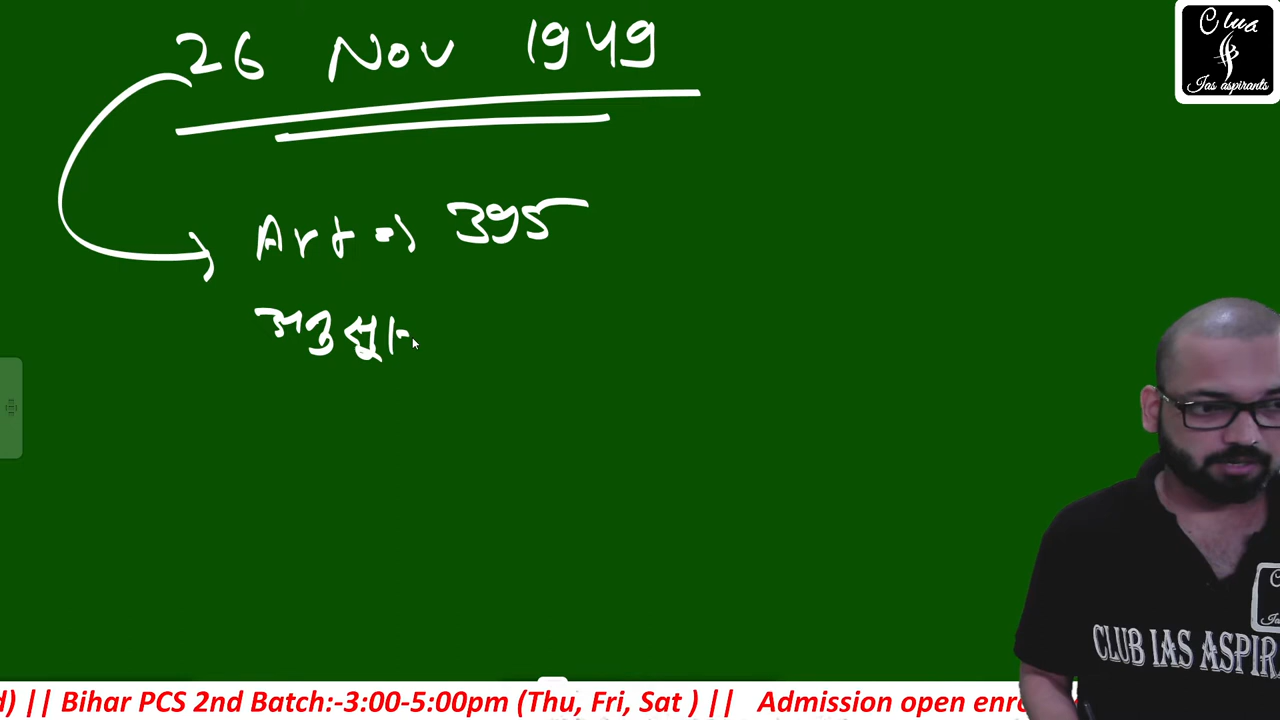 26 Nov 1949
Art => 395
अनुसू
Club
Ias aspirants
CLUB IAS ASPIRA
d) || Bihar PCS 2nd Batch:-3:00-5:00pm (Thu, Fri, Sat ) || Admission open enro